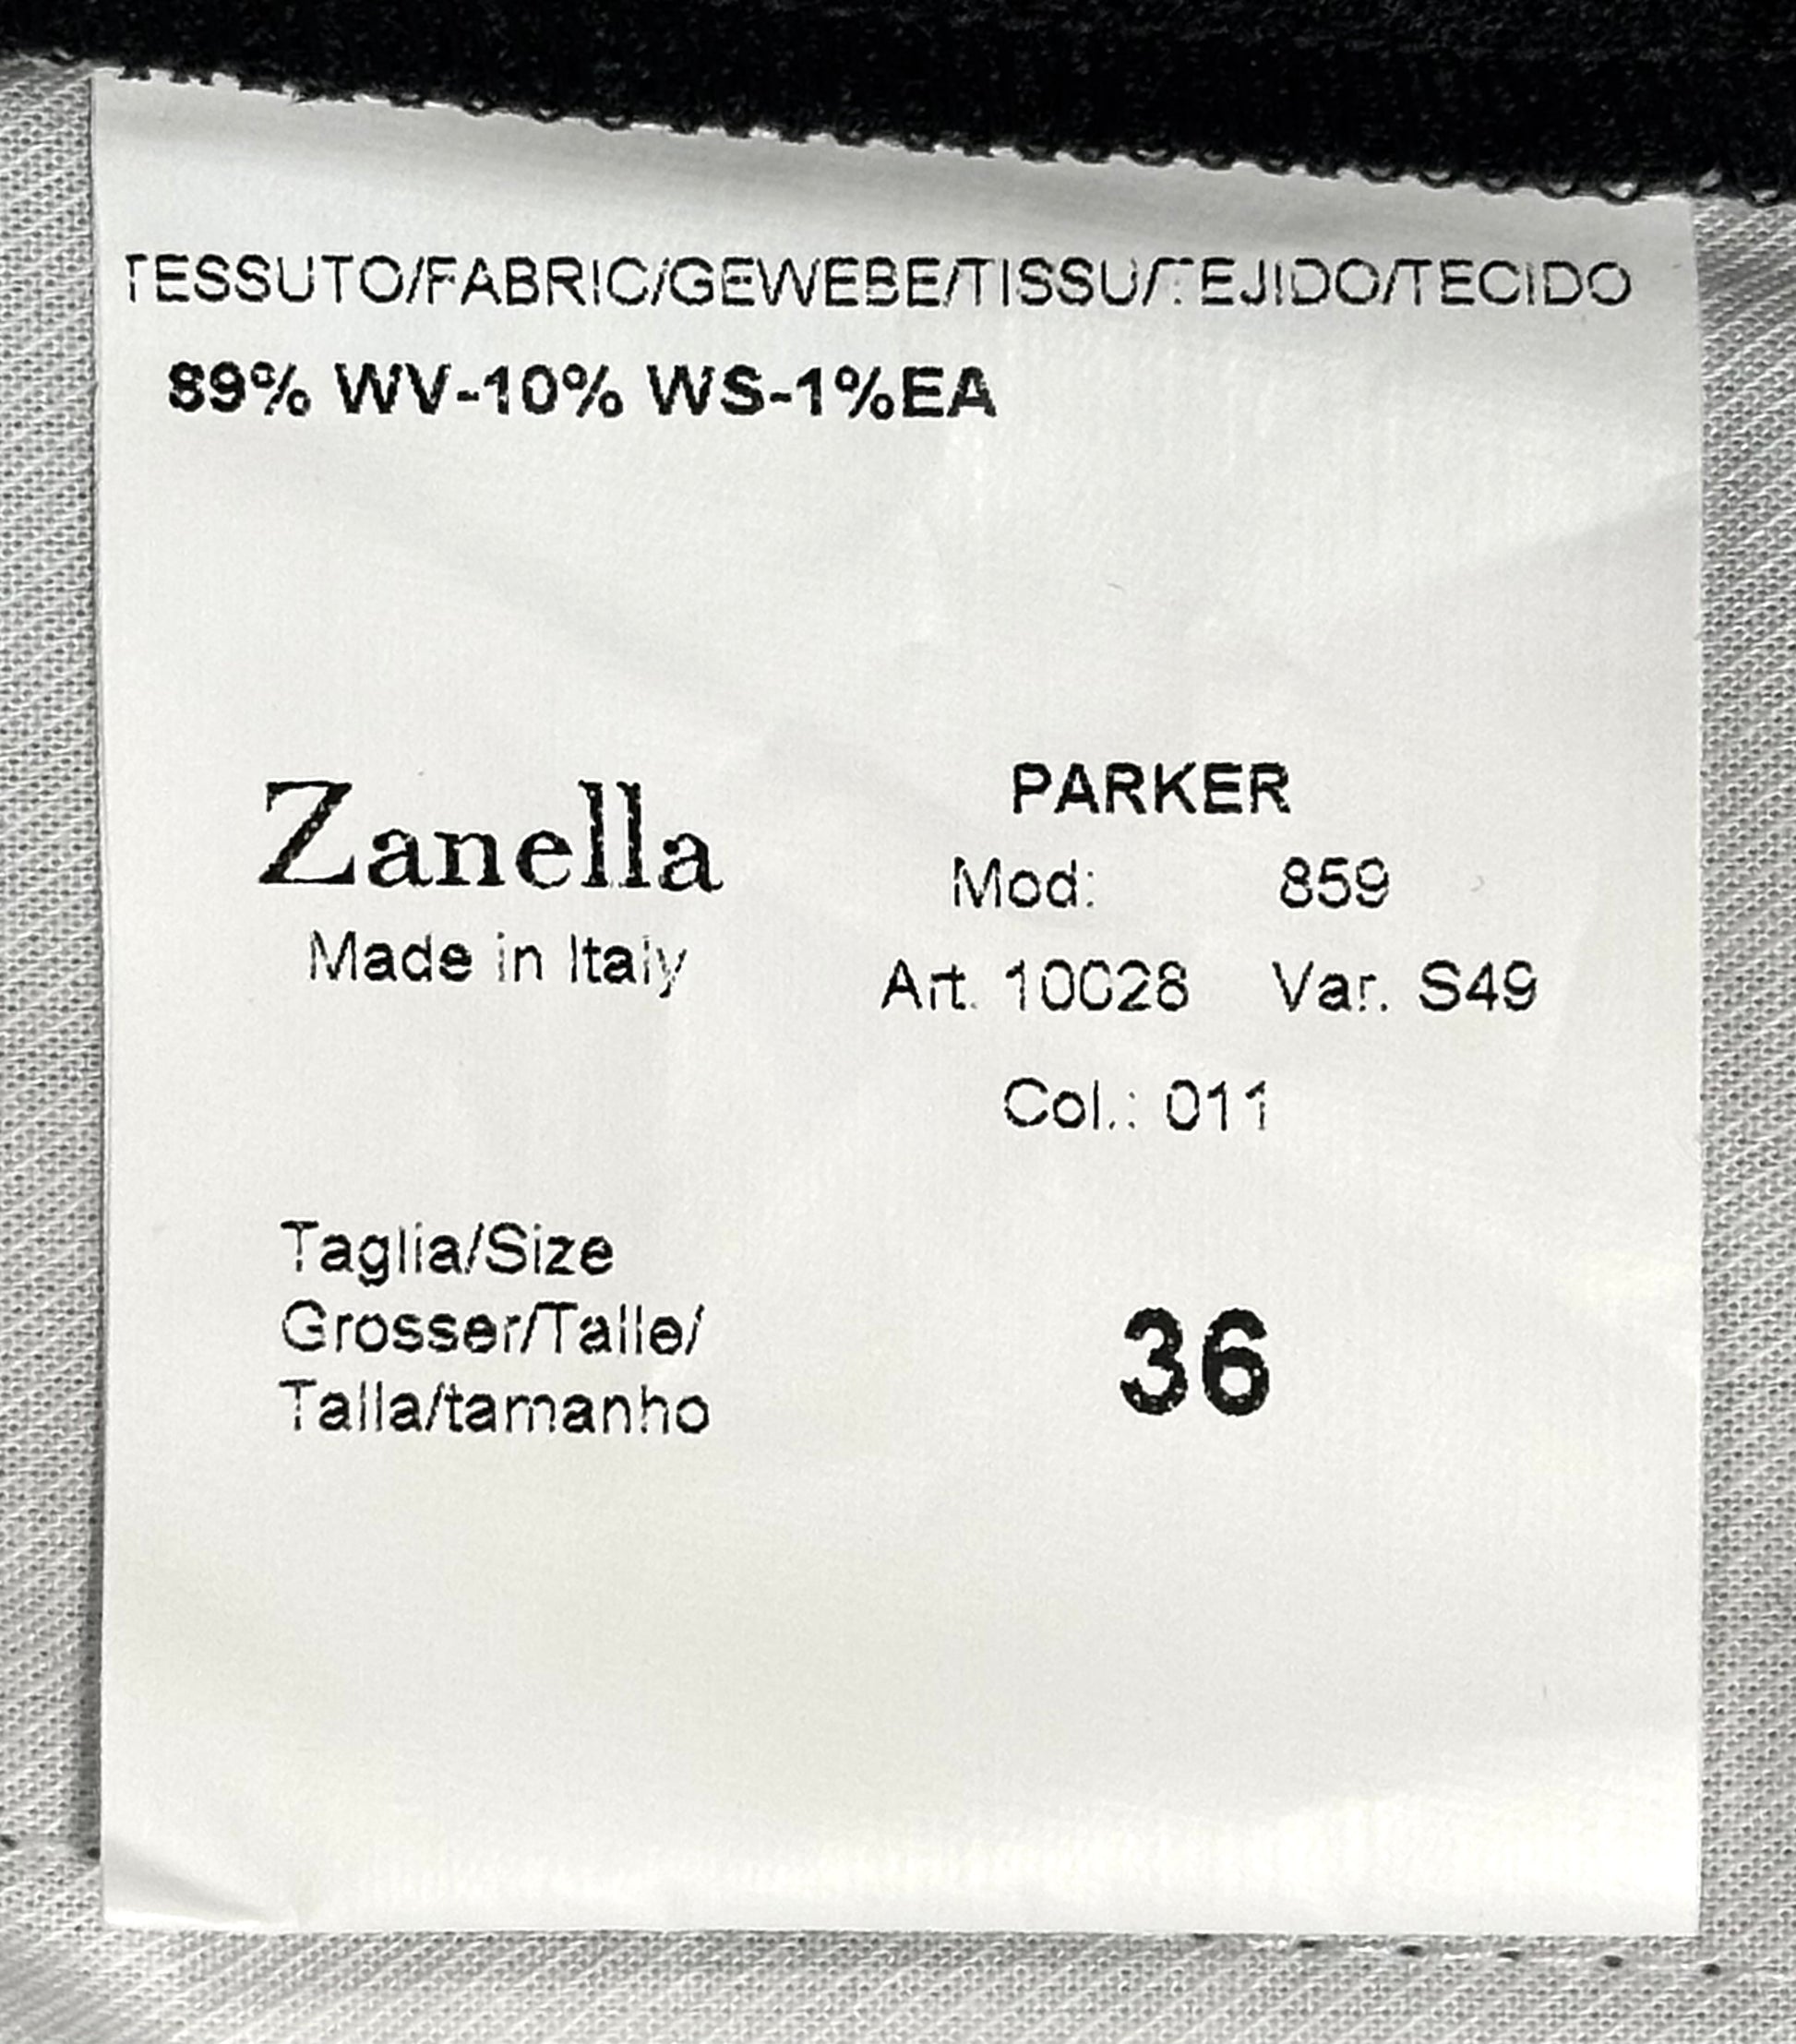 TESSUTO/FABRIC/GEWEBE/TISSU/TEJIDO/TECIDO
89% WV-10% WS-1%EA
Zanella
Made in Italy
PARKER
Mod: 859
Art. 10028 Var. S49
Col.: 011
Taglia/Size
Grosser/Talle/
Talla/tamanho
36